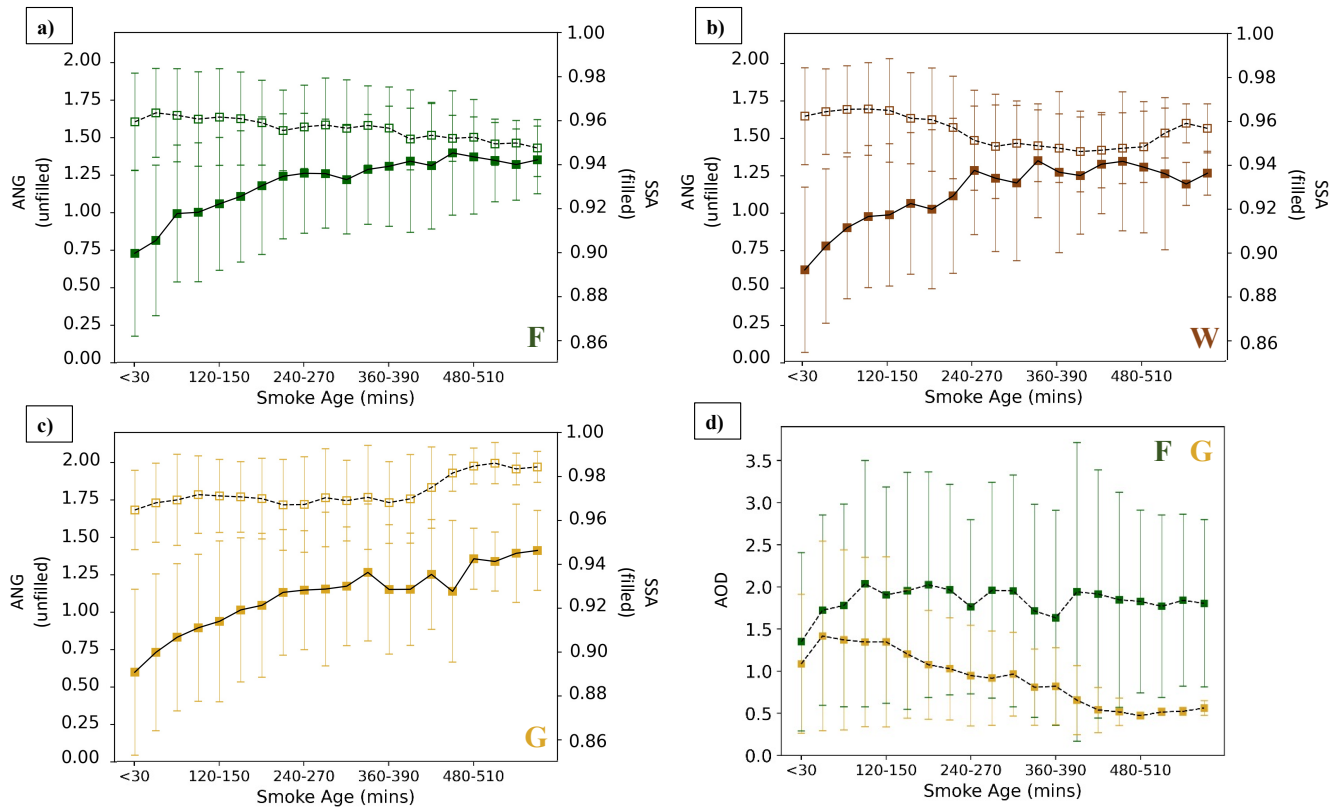 a)
2.00
1.75
1.50
1.25
1.00
0.75
0.50
0.25
0.00
ANG
(unfilled)
1.00
0.98
0.96
0.94
0.92
0.90
0.88
0.86
SSA
(filled)
F
<30 120-150 240-270 360-390 480-510
Smoke Age (mins)
b)
2.00
1.75
1.50
1.25
1.00
0.75
0.50
0.25
0.00
ANG
(unfilled)
1.00
0.98
0.96
0.94
0.92
0.90
0.88
0.86
SSA
(filled)
W
<30 120-150 240-270 360-390 480-510
Smoke Age (mins)
c)
2.00
1.75
1.50
1.25
1.00
0.75
0.50
0.25
0.00
ANG
(unfilled)
1.00
0.98
0.96
0.94
0.92
0.90
0.88
0.86
SSA
(filled)
G
<30 120-150 240-270 360-390 480-510
Smoke Age (mins)
d)
F G
3.5
3.0
2.5
2.0
1.5
1.0
0.5
0.0
AOD
<30 120-150 240-270 360-390 480-510
Smoke Age (mins)